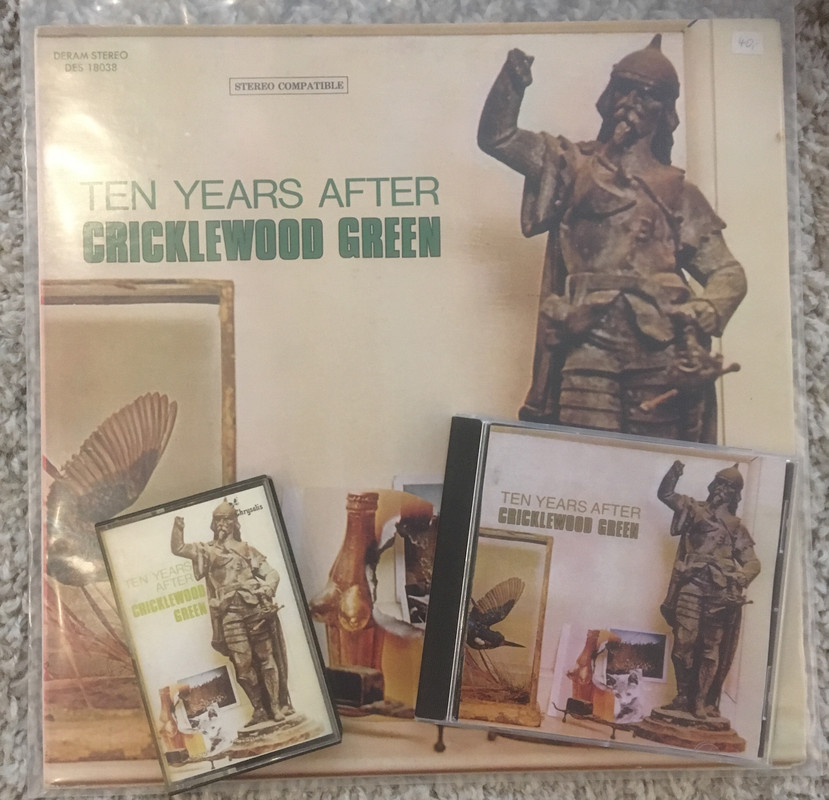 DERAM STEREO
DES 18038
STEREO COMPATIBLE
TEN YEARS AFTER
CRICKLEWOOD GREEN
Chrysalis
TEN YEARS
AFTER
CRICKLEWOOD
GREEN
TEN YEARS AFTER
CRICKLEWOOD GREEN